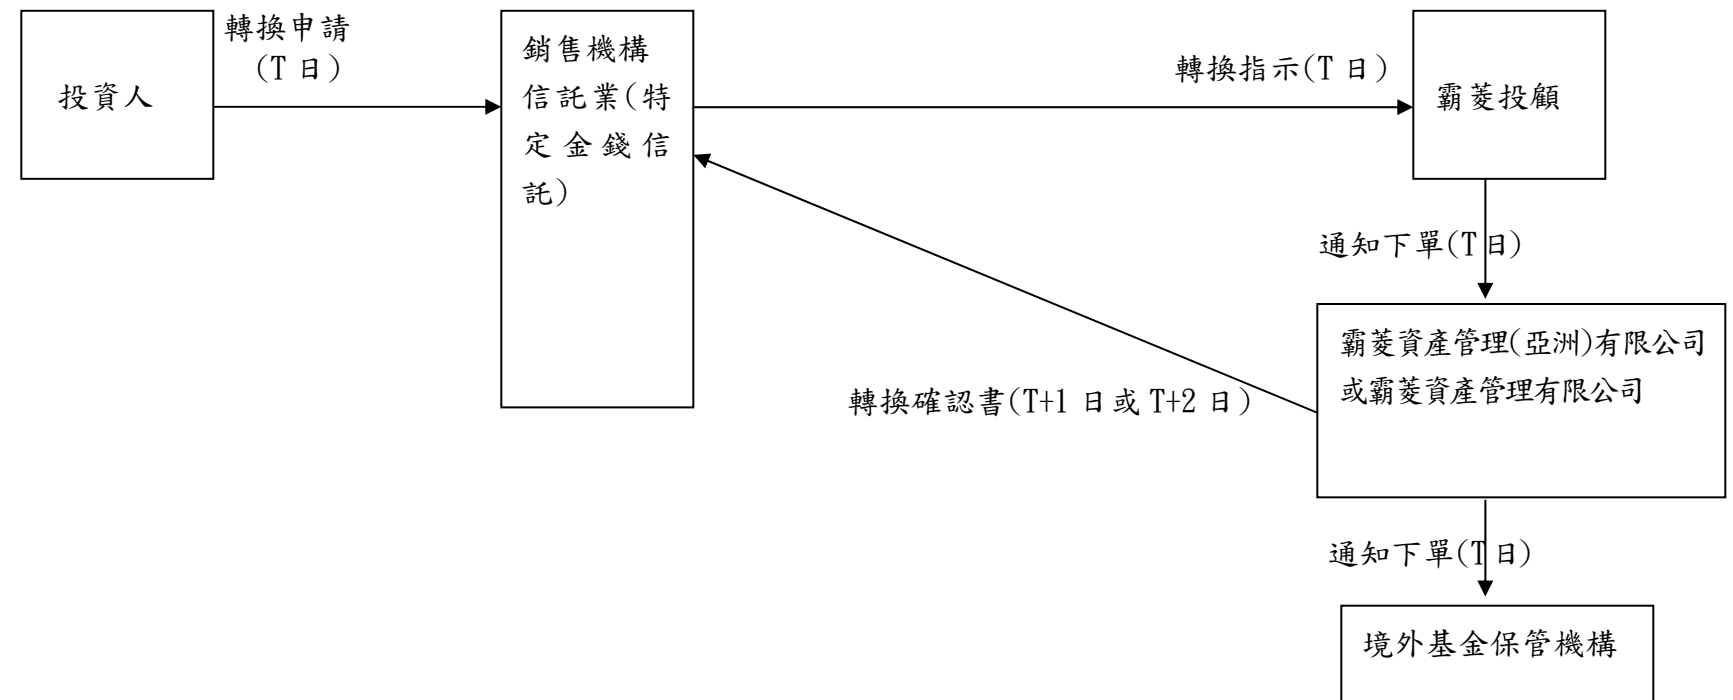 投資人
轉換申請
(T 日)
銷售機構
信託業(特
定金錢信
託)
轉換指示(T 日)
霸菱投顧
通知下單(T 日)
霸菱資產管理(亞洲)有限公司
或霸菱資產管理有限公司
轉換確認書(T+1 日或 T+2 日)
通知下單(T 日)
境外基金保管機構